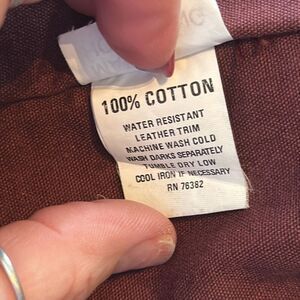 100% COTTON
WATER RESISTANT
LEATHER TRIM
MACHINE WASH COLD
WASH DARKS SEPARATELY
TUMBLE DRY LOW
COOL IRON IF NECESSARY
RN 76382